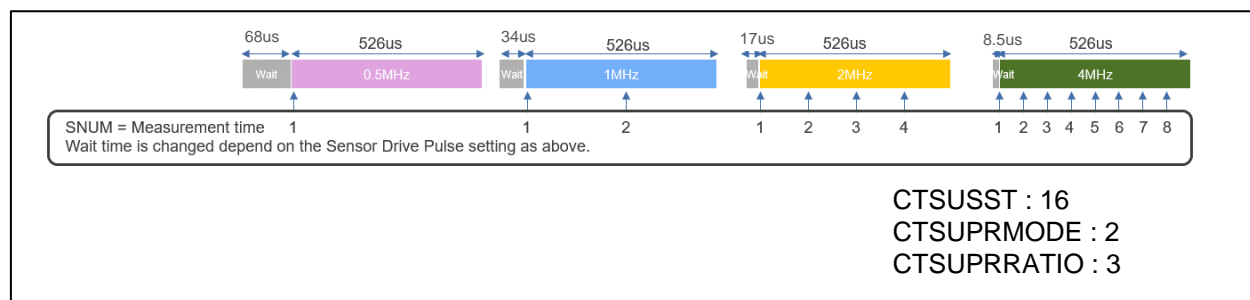 68us 526us 34us 526us 17us 526us 8.5us 526us
Wait 0.5MHz Wait 1MHz Wait 2MHz Wait 4MHz
SNUM = Measurement time 1 1 2 1 2 3 4 1 2 3 4 5 6 7 8
Wait time is changed depend on the Sensor Drive Pulse setting as above.
CTSUSST : 16
CTSUPRMODE : 2
CTSUPRRATIO : 3